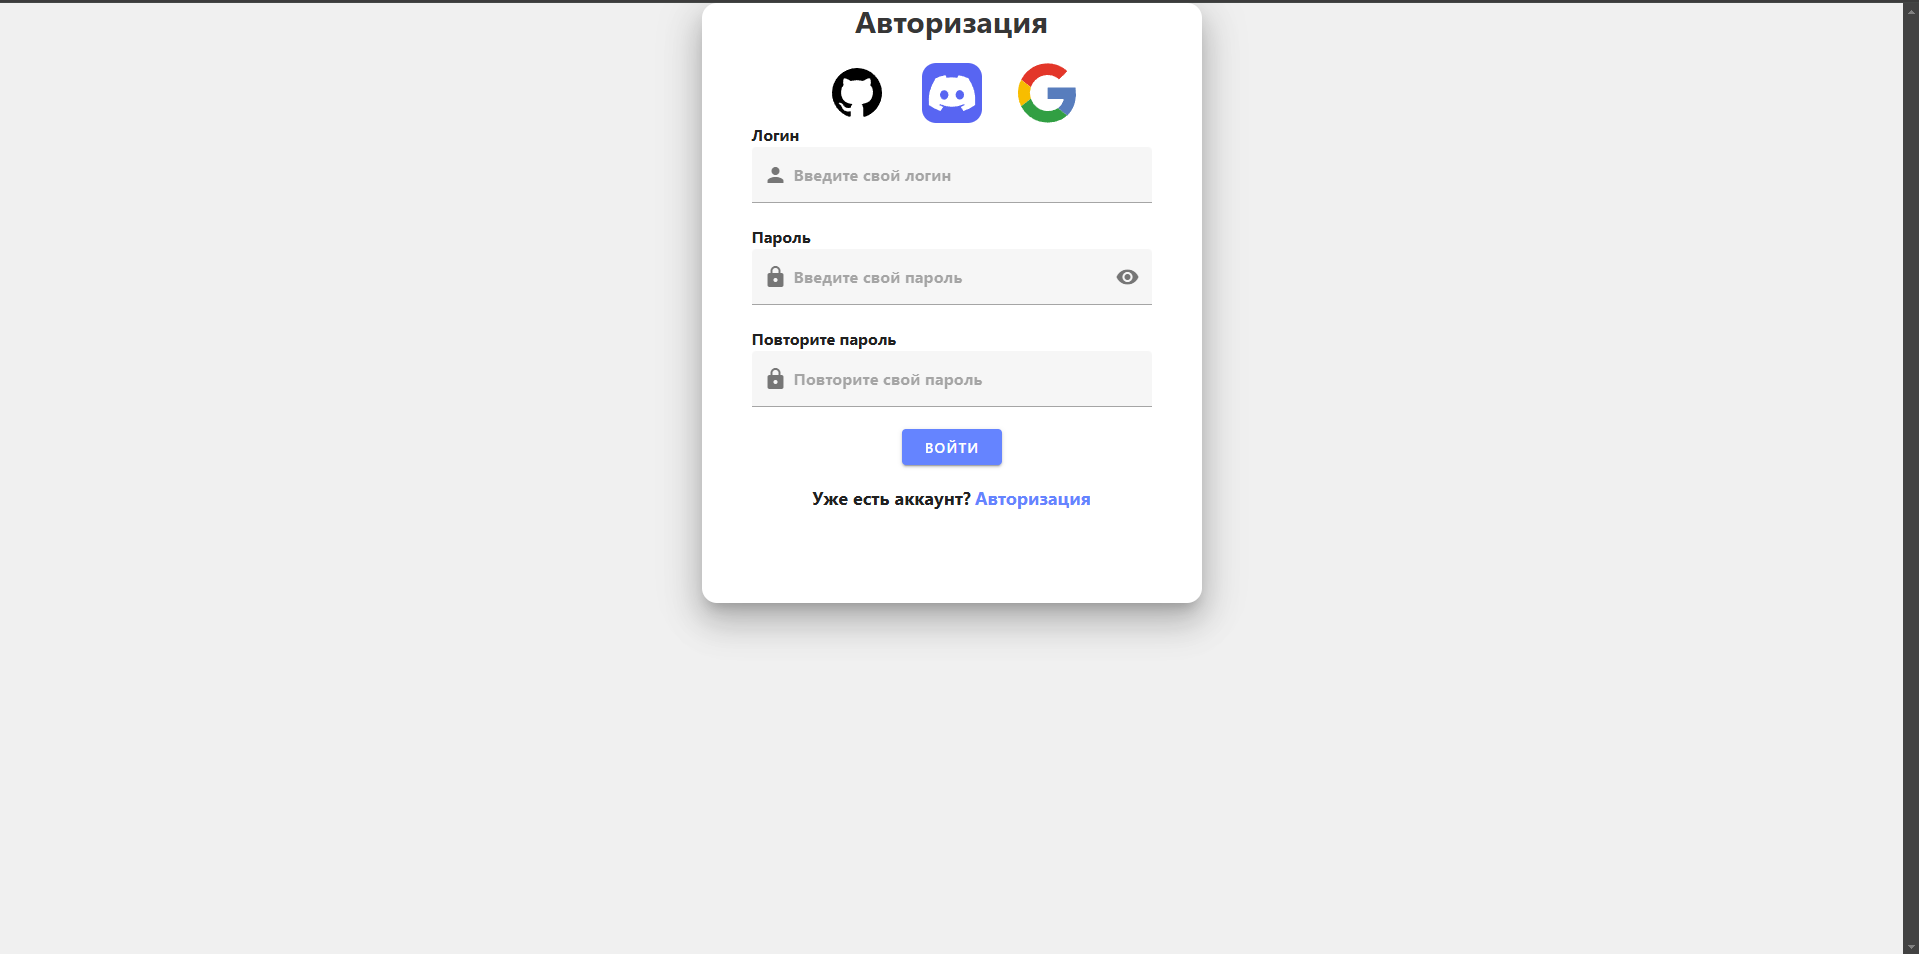 Авторизация
Логин
Введите свой логин
Пароль
Введите свой пароль
Повторите пароль
Повторите свой пароль
ВОЙТИ
Уже есть аккаунт? Авторизация